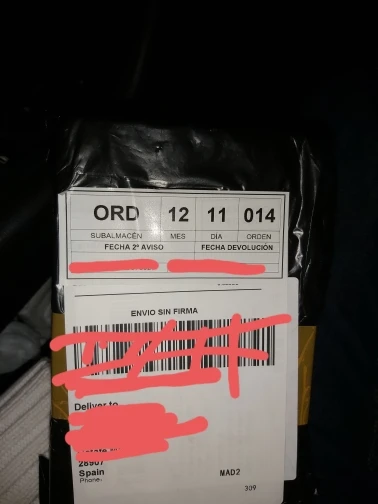 ORD 12 11 014
SUBALMACÉN MES DÍA ORDEN
FECHA 2º AVISO FECHA DEVOLUCIÓN
ENVIO SIN FIRMA
Deliver to
28907
Spain MAD2
Phone
309